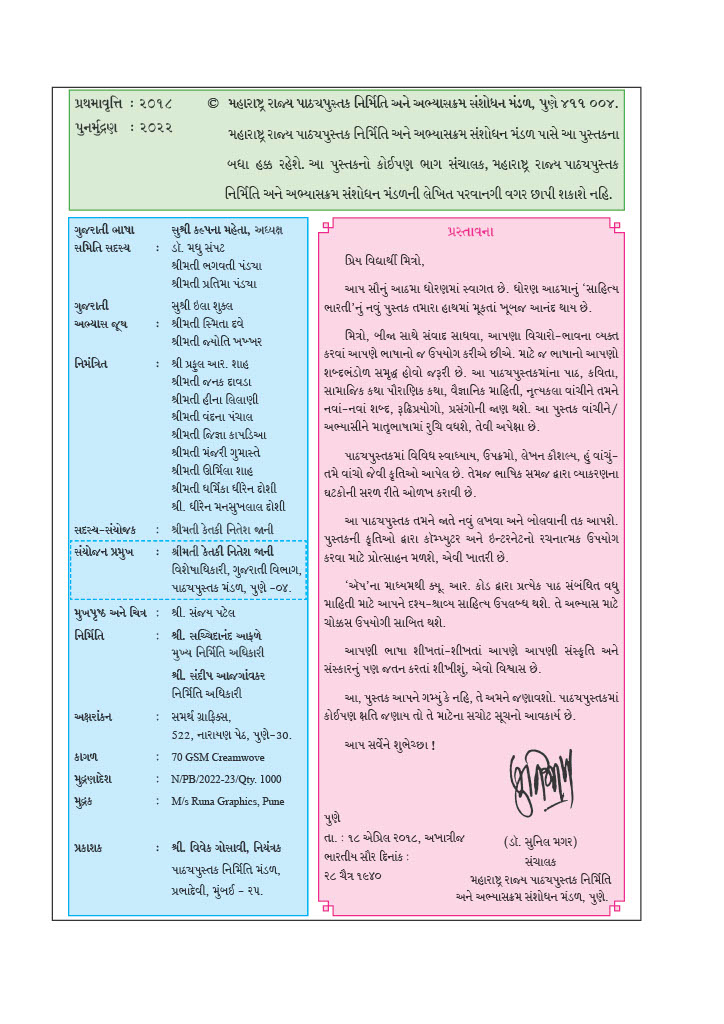 પ્રથમાવૃત્તિ : ૨૦૧૮
પુનર્મુદ્રણ : ૨૦૨૨
© મહારાષ્ટ્ર રાજ્ય પાઠ્યપુસ્તક નિર્મિતિ અને અભ્યાસક્રમ સંશોધન મંડળ, પુણે ૪૧૧ ૦૦૪.
મહારાષ્ટ્ર રાજ્ય પાઠ્યપુસ્તક નિર્મિતિ અને અભ્યાસક્રમ સંશોધન મંડળ પાસે આ પુસ્તકના
બધા હક્ક રહેશે. આ પુસ્તકનો કોઈપણ ભાગ સંચાલક, મહારાષ્ટ્ર રાજ્ય પાઠ્યપુસ્તક
નિર્મિતિ અને અભ્યાસક્રમ સંશોધન મંડળની લેખિત પરવાનગી વગર છાપી શકાશે નહિ.
ગુજરાતી ભાષા સુશ્રી કલ્પના મહેતા, અધ્યક્ષ
સમિતિ સદસ્ય : ડૉ. મધુ સંપટ
શ્રીમતી ભગવતી પંડ્યા
શ્રીમતી પ્રતિમા પંડ્યા
ગુજરાતી સુશ્રી ઇલા શુક્લ
અભ્યાસ જૂથ : શ્રીમતી સ્મિતા દવે
શ્રીમતી જ્યોતિ ખખ્ખર
નિમંત્રિત : શ્રી પ્રફુલ આર. શાહ
શ્રીમતી જનક દાવડા
શ્રીમતી હીના લિલાણી
શ્રીમતી વંદના પંચાલ
શ્રીમતી જિજ્ઞા કાપડિઆ
શ્રીમતી મંજરી ગુમાસ્તે
શ્રીમતી ઊર્મિલા શાહ
શ્રીમતી ધર્મિકા ધીરેન દોશી
શ્રી. ધીરેન મનસુખલાલ દોશી
સદસ્ય-સંયોજક : શ્રીમતી કેતકી નિતેશ જાની
સંયોજન પ્રમુખ : શ્રીમતી કેતકી નિતેશ જાની
વિશેષાધિકારી, ગુજરાતી વિભાગ,
પાઠ્યપુસ્તક મંડળ, પુણે -૦૪.
મુખપૃષ્ઠ અને ચિત્ર : શ્રી. સંજય પટેલ
નિર્મિતિ : શ્રી. સચ્ચિદાનંદ આફળે
મુખ્ય નિર્મિતિ અધિકારી
શ્રી. સંદીપ આજગાંવકર
નિર્મિતિ અધિકારી
અક્ષરાંકન : સમર્થ ગ્રાફિક્સ,
522, નારાયણ પેઠ, પુણે-30.
કાગળ : 70 GSM Creamwove
મુદ્રણાદેશ : N/PB/2022-23/Qty. 1000
મુદ્રક : M/s Runa Graphics, Pune
પ્રકાશક : શ્રી. વિવેક ગોસાવી, નિયંત્રક
પાઠ્યપુસ્તક નિર્મિતિ મંડળ,
પ્રભાદેવી, મુંબઈ - ૨૫.
પ્રસ્તાવના
પ્રિય વિદ્યાર્થી મિત્રો,
આપ સૌનું આઠમા ધોરણમાં સ્વાગત છે. ધોરણ આઠમાનું ‘સાહિત્ય
ભારતી’નું નવું પુસ્તક તમારા હાથમાં મૂકતાં ખૂબજ આનંદ થાય છે.
મિત્રો, બીજા સાથે સંવાદ સાધવા, આપણા વિચારો-ભાવના વ્યક્ત
કરવાં આપણે ભાષાનો જ ઉપયોગ કરીએ છીએ. માટે જ ભાષાનો આપણો
શબ્દભંડોળ સમૃદ્ધ હોવો જરૂરી છે. આ પાઠ્યપુસ્તકમાંના પાઠ, કવિતા,
સામાજિક કથા પૌરાણિક કથા, વૈજ્ઞાનિક માહિતી, નૃત્યકલા વાંચીને તમને
નવાં-નવાં શબ્દ, રૂઢિપ્રયોગો, પ્રસંગોની જાણ થશે. આ પુસ્તક વાંચીને/
અભ્યાસીને માતૃભાષામાં રુચિ વધશે, તેવી અપેક્ષા છે.
પાઠ્યપુસ્તકમાં વિવિધ સ્વાધ્યાય, ઉપક્રમો, લેખન કૌશલ્ય, હું વાંચું-
તમે વાંચો જેવી કૃતિઓ આપેલ છે. તેમજ ભાષિક સમજ દ્વારા વ્યાકરણના
ઘટકોની સરળ રીતે ઓળખ કરાવી છે.
આ પાઠ્યપુસ્તક તમને જાતે નવું લખવા અને બોલવાની તક આપશે.
પુસ્તકની કૃતિઓ દ્વારા કૉમ્પ્યુટર અને ઇન્ટરનેટનો રચનાત્મક ઉપયોગ
કરવા માટે પ્રોત્સાહન મળશે, એવી ખાતરી છે.
‘ઍપ’ના માધ્યમથી ક્યૂ. આર. કોડ દ્વારા પ્રત્યેક પાઠ સંબંધિત વધુ
માહિતી માટે આપને દૃશ્ય-શ્રાવ્ય સાહિત્ય ઉપલબ્ધ થશે. તે અભ્યાસ માટે
ચોક્કસ ઉપયોગી સાબિત થશે.
આપણી ભાષા શીખતાં-શીખતાં આપણે આપણી સંસ્કૃતિ અને
સંસ્કારનું પણ જતન કરતાં શીખીશું, એવો વિશ્વાસ છે.
આ, પુસ્તક આપને ગમ્યું કે નહિ, તે અમને જણાવશો. પાઠ્યપુસ્તકમાં
કોઈપણ ક્ષતિ જણાય તો તે માટેના સચોટ સૂચનો આવકાર્ય છે.
આપ સર્વેને શુભેચ્છા !
પુણે
તા. : ૧૮ એપ્રિલ ૨૦૧૮, અખાત્રીજ
ભારતીય સૌર દિનાંક :
૨૮ ચૈત્ર ૧૯૪૦
(ડૉ. સુનિલ મગર)
સંચાલક
મહારાષ્ટ્ર રાજ્ય પાઠ્યપુસ્તક નિર્મિતિ
અને અભ્યાસક્રમ સંશોધન મંડળ, પુણે.